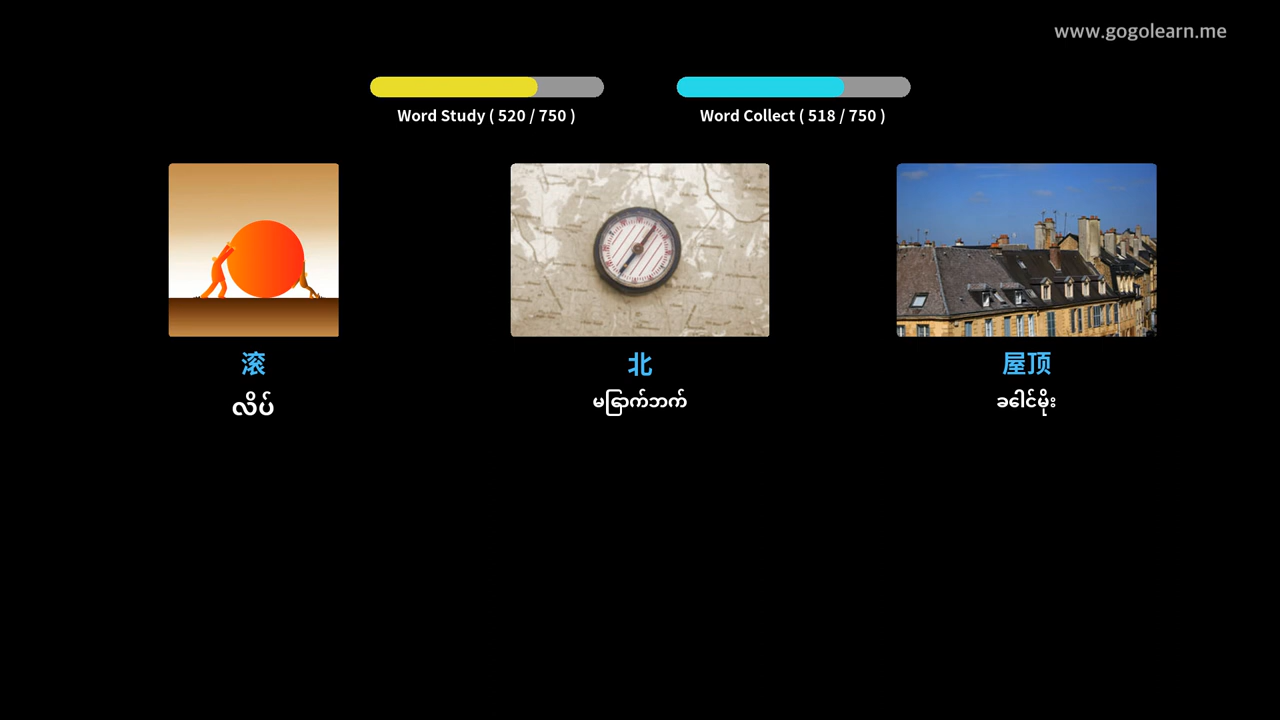 www.gogolearn.me
Word Study ( 520 / 750 )
Word Collect ( 518 / 750 )
滚
လိပ်
北
မြောက်ဘက်
屋顶
ခေါင်မိုး